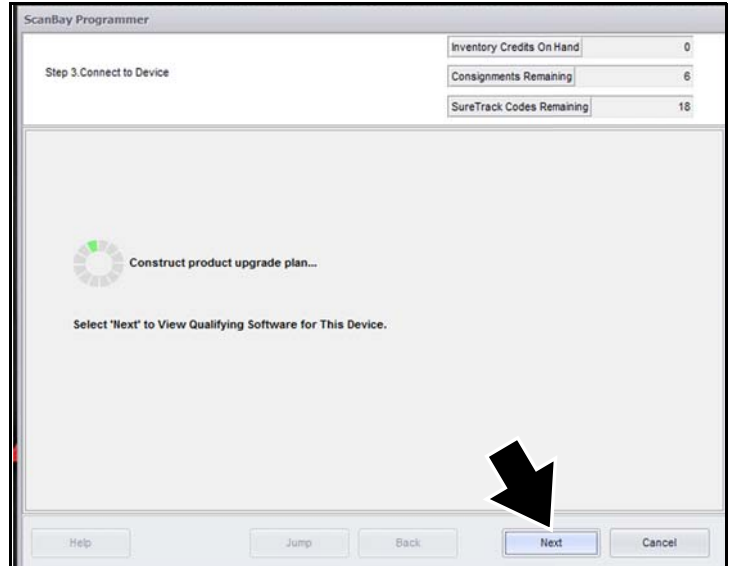 ScanBay Programmer
Step 3.Connect to Device
Inventory Credits On Hand 0
Consignments Remaining 6
SureTrack Codes Remaining 18
Construct product upgrade plan...
Select 'Next' to View Qualifying Software for This Device.
Help Jump Back Next Cancel